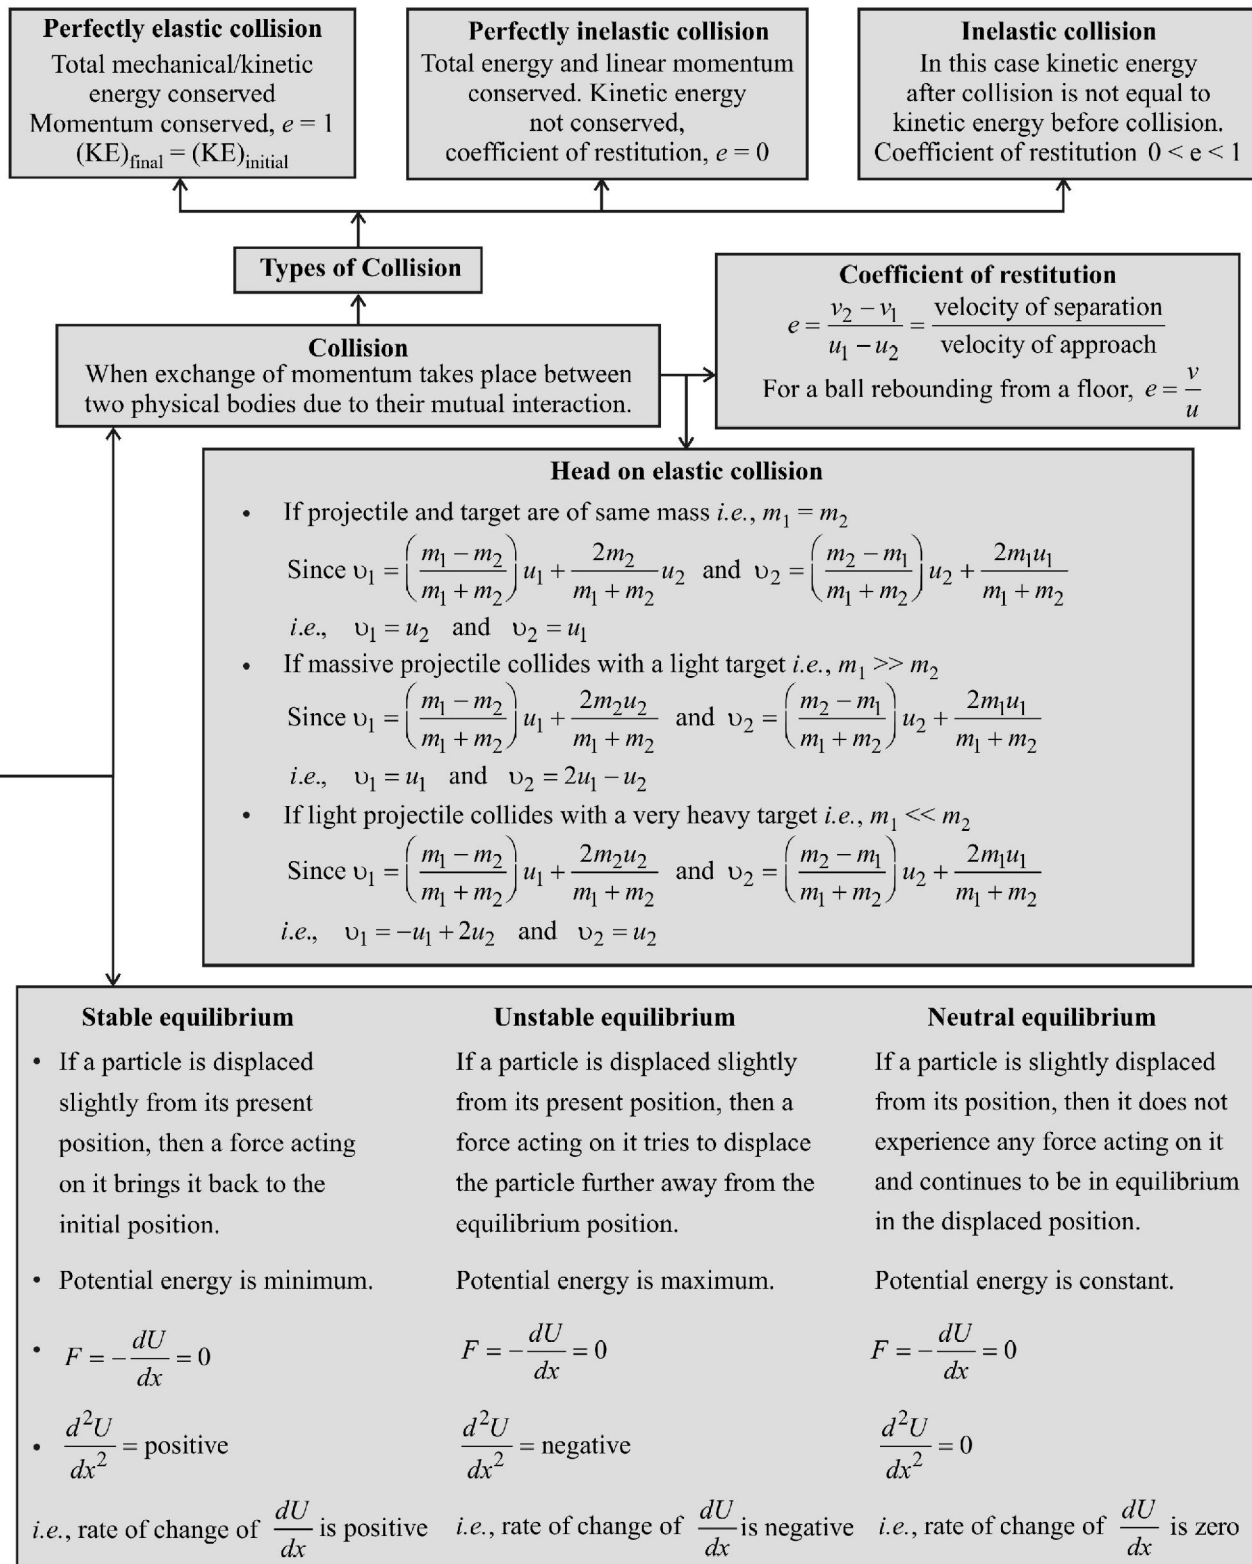 Perfectly elastic collision
Total mechanical/kinetic
energy conserved
Momentum conserved, e = 1
(KE)final = (KE)initial
Perfectly inelastic collision
Total energy and linear momentum
conserved. Kinetic energy
not conserved,
coefficient of restitution, e = 0
Inelastic collision
In this case kinetic energy
after collision is not equal to
kinetic energy before collision.
Coefficient of restitution 0 < e < 1
Types of Collision
Coefficient of restitution
e = (v₂ − v₁)/(u₁ − u₂) = velocity of separation/velocity of approach
For a ball rebounding from a floor, e = v/u
Collision
When exchange of momentum takes place between
two physical bodies due to their mutual interaction.
Head on elastic collision
• If projectile and target are of same mass i.e., m₁ = m₂
Since υ₁ = ((m₁ − m₂)/(m₁ + m₂)) u₁ + (2m₂/(m₁ + m₂)) u₂ and υ₂ = ((m₂ − m₁)/(m₁ + m₂)) u₂ + 2m₁u₁/(m₁ + m₂)
i.e., υ₁ = u₂ and υ₂ = u₁
• If massive projectile collides with a light target i.e., m₁ >> m₂
Since υ₁ = ((m₁ − m₂)/(m₁ + m₂)) u₁ + 2m₂u₂/(m₁ + m₂) and υ₂ = ((m₂ − m₁)/(m₁ + m₂)) u₂ + 2m₁u₁/(m₁ + m₂)
i.e., υ₁ = u₁ and υ₂ = 2u₁ − u₂
• If light projectile collides with a very heavy target i.e., m₁ << m₂
Since υ₁ = ((m₁ − m₂)/(m₁ + m₂)) u₁ + 2m₂u₂/(m₁ + m₂) and υ₂ = ((m₂ − m₁)/(m₁ + m₂)) u₂ + 2m₁u₁/(m₁ + m₂)
i.e., υ₁ = −u₁ + 2u₂ and υ₂ = u₂
Stable equilibrium
• If a particle is displaced
slightly from its present
position, then a force acting
on it brings it back to the
initial position.
• Potential energy is minimum.
• F = −dU/dx = 0
• d²U/dx² = positive
i.e., rate of change of dU/dx is positive
Unstable equilibrium
If a particle is displaced slightly
from its present position, then a
force acting on it tries to displace
the particle further away from the
equilibrium position.
Potential energy is maximum.
F = −dU/dx = 0
d²U/dx² = negative
i.e., rate of change of dU/dx is negative
Neutral equilibrium
If a particle is slightly displaced
from its position, then it does not
experience any force acting on it
and continues to be in equilibrium
in the displaced position.
Potential energy is constant.
F = −dU/dx = 0
d²U/dx² = 0
i.e., rate of change of dU/dx is zero